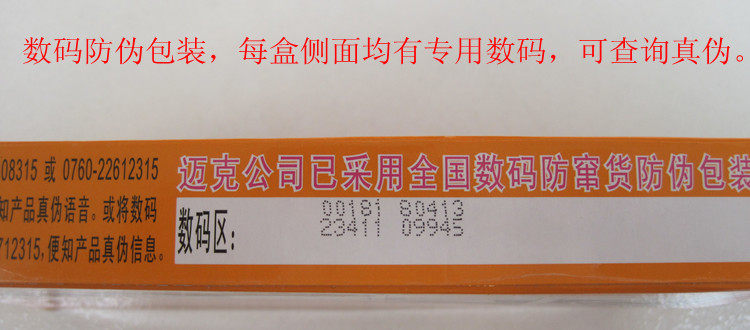 数码防伪包装，每盒侧面均有专用数码，可查询真伪。
08315 或 0760-22612315
知产品真伪语音。或将数码
712315,便知产品真伪信息。
迈克公司已采用全国数码防窜货防伪包装
数码区:
00181 80413
23411 09945